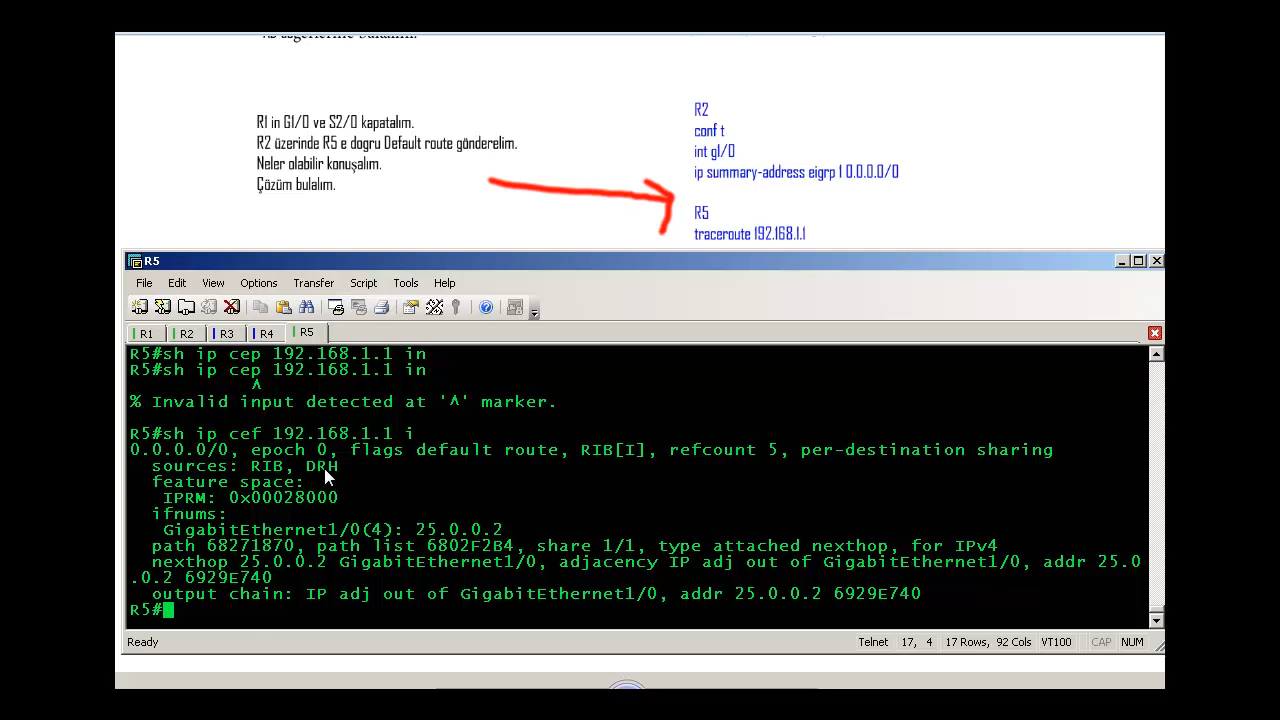 R1 in G1/0 ve S2/0 kapatalım.
R2 üzerinde R5 e dogru Default route gönderelim.
Neler olabilir konuşalım.
Çözüm bulalım.
R2
conf t
int g1/0
ip summary-address eigrp 1 0.0.0.0/0
R5
traceroute 192.168.1.1
R5
File Edit View Options Transfer Script Tools Help
R1 R2 R3 R4 R5
R5#sh ip cep 192.168.1.1 in
R5#sh ip cep 192.168.1.1 in
^
% Invalid input detected at '^' marker.
R5#sh ip cef 192.168.1.1 i
0.0.0.0/0, epoch 0, flags default route, RIB[I], refcount 5, per-destination sharing
sources: RIB, DRH
feature space:
IPRM: 0x00028000
ifnums:
GigabitEthernet1/0(4): 25.0.0.2
path 68271870, path list 6802F2B4, share 1/1, type attached nexthop, for IPv4
nexthop 25.0.0.2 GigabitEthernet1/0, adjacency IP adj out of GigabitEthernet1/0, addr 25.0
.0.2 6929E740
output chain: IP adj out of GigabitEthernet1/0, addr 25.0.0.2 6929E740
R5#
Ready Telnet 17, 4 17 Rows, 92 Cols VT100 CAP NUM